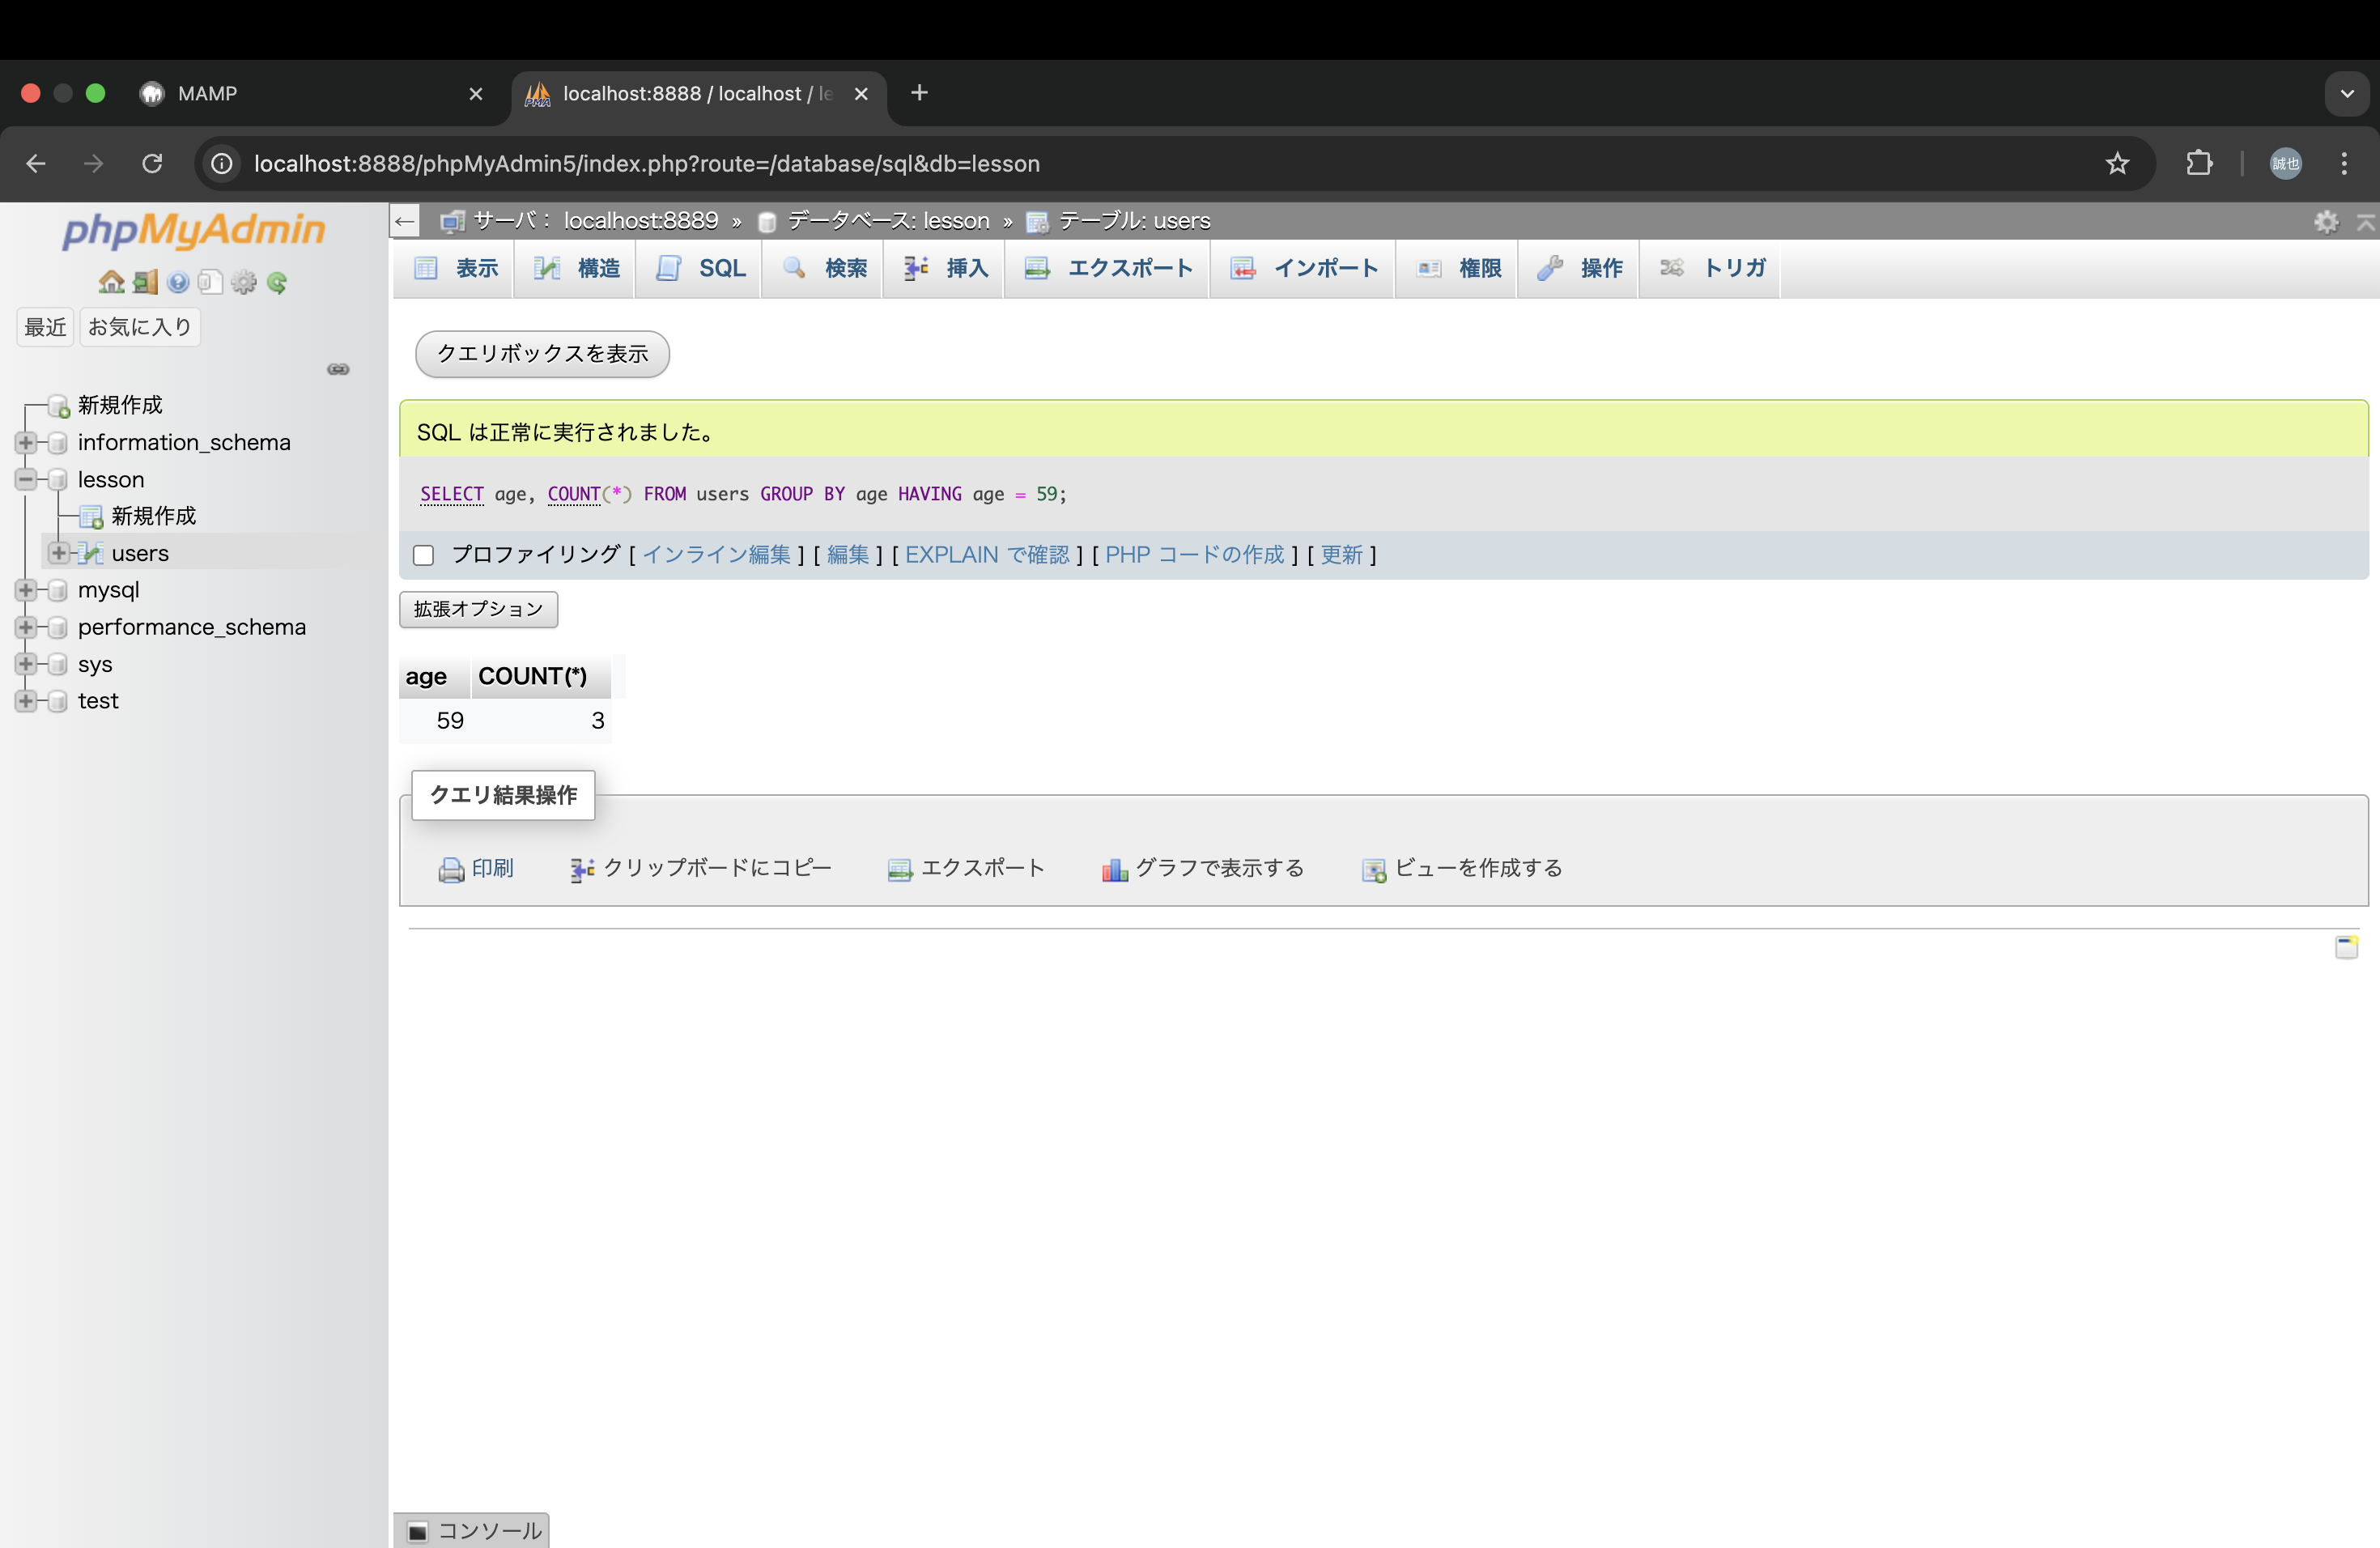 MAMP
localhost:8888 / localhost / le
localhost:8888/phpMyAdmin5/index.php?route=/database/sql&db=lesson
誠也
phpMyAdmin
最近 お気に入り
新規作成
information_schema
lesson
新規作成
users
mysql
performance_schema
sys
test
サーバ: localhost:8889 » データベース: lesson » テーブル: users
表示 構造 SQL 検索 挿入 エクスポート インポート 権限 操作 トリガ
クエリボックスを表示
SQL は正常に実行されました。
SELECT age, COUNT(*) FROM users GROUP BY age HAVING age = 59;
プロファイリング [ インライン編集 ] [ 編集 ] [ EXPLAIN で確認 ] [ PHP コードの作成 ] [ 更新 ]
拡張オプション
age COUNT(*)
59 3
クエリ結果操作
印刷 クリップボードにコピー エクスポート グラフで表示する ビューを作成する
コンソール